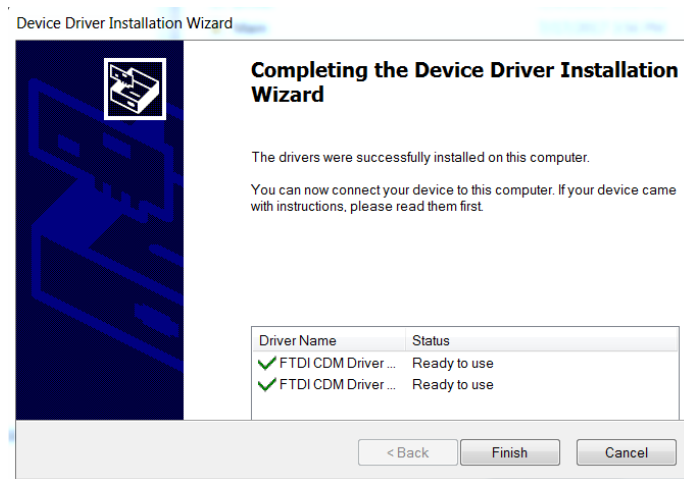 Device Driver Installation Wizard
Completing the Device Driver Installation
Wizard
The drivers were successfully installed on this computer.
You can now connect your device to this computer. If your device came
with instructions, please read them first.
Driver Name Status
FTDI CDM Driver ... Ready to use
FTDI CDM Driver ... Ready to use
< Back Finish Cancel